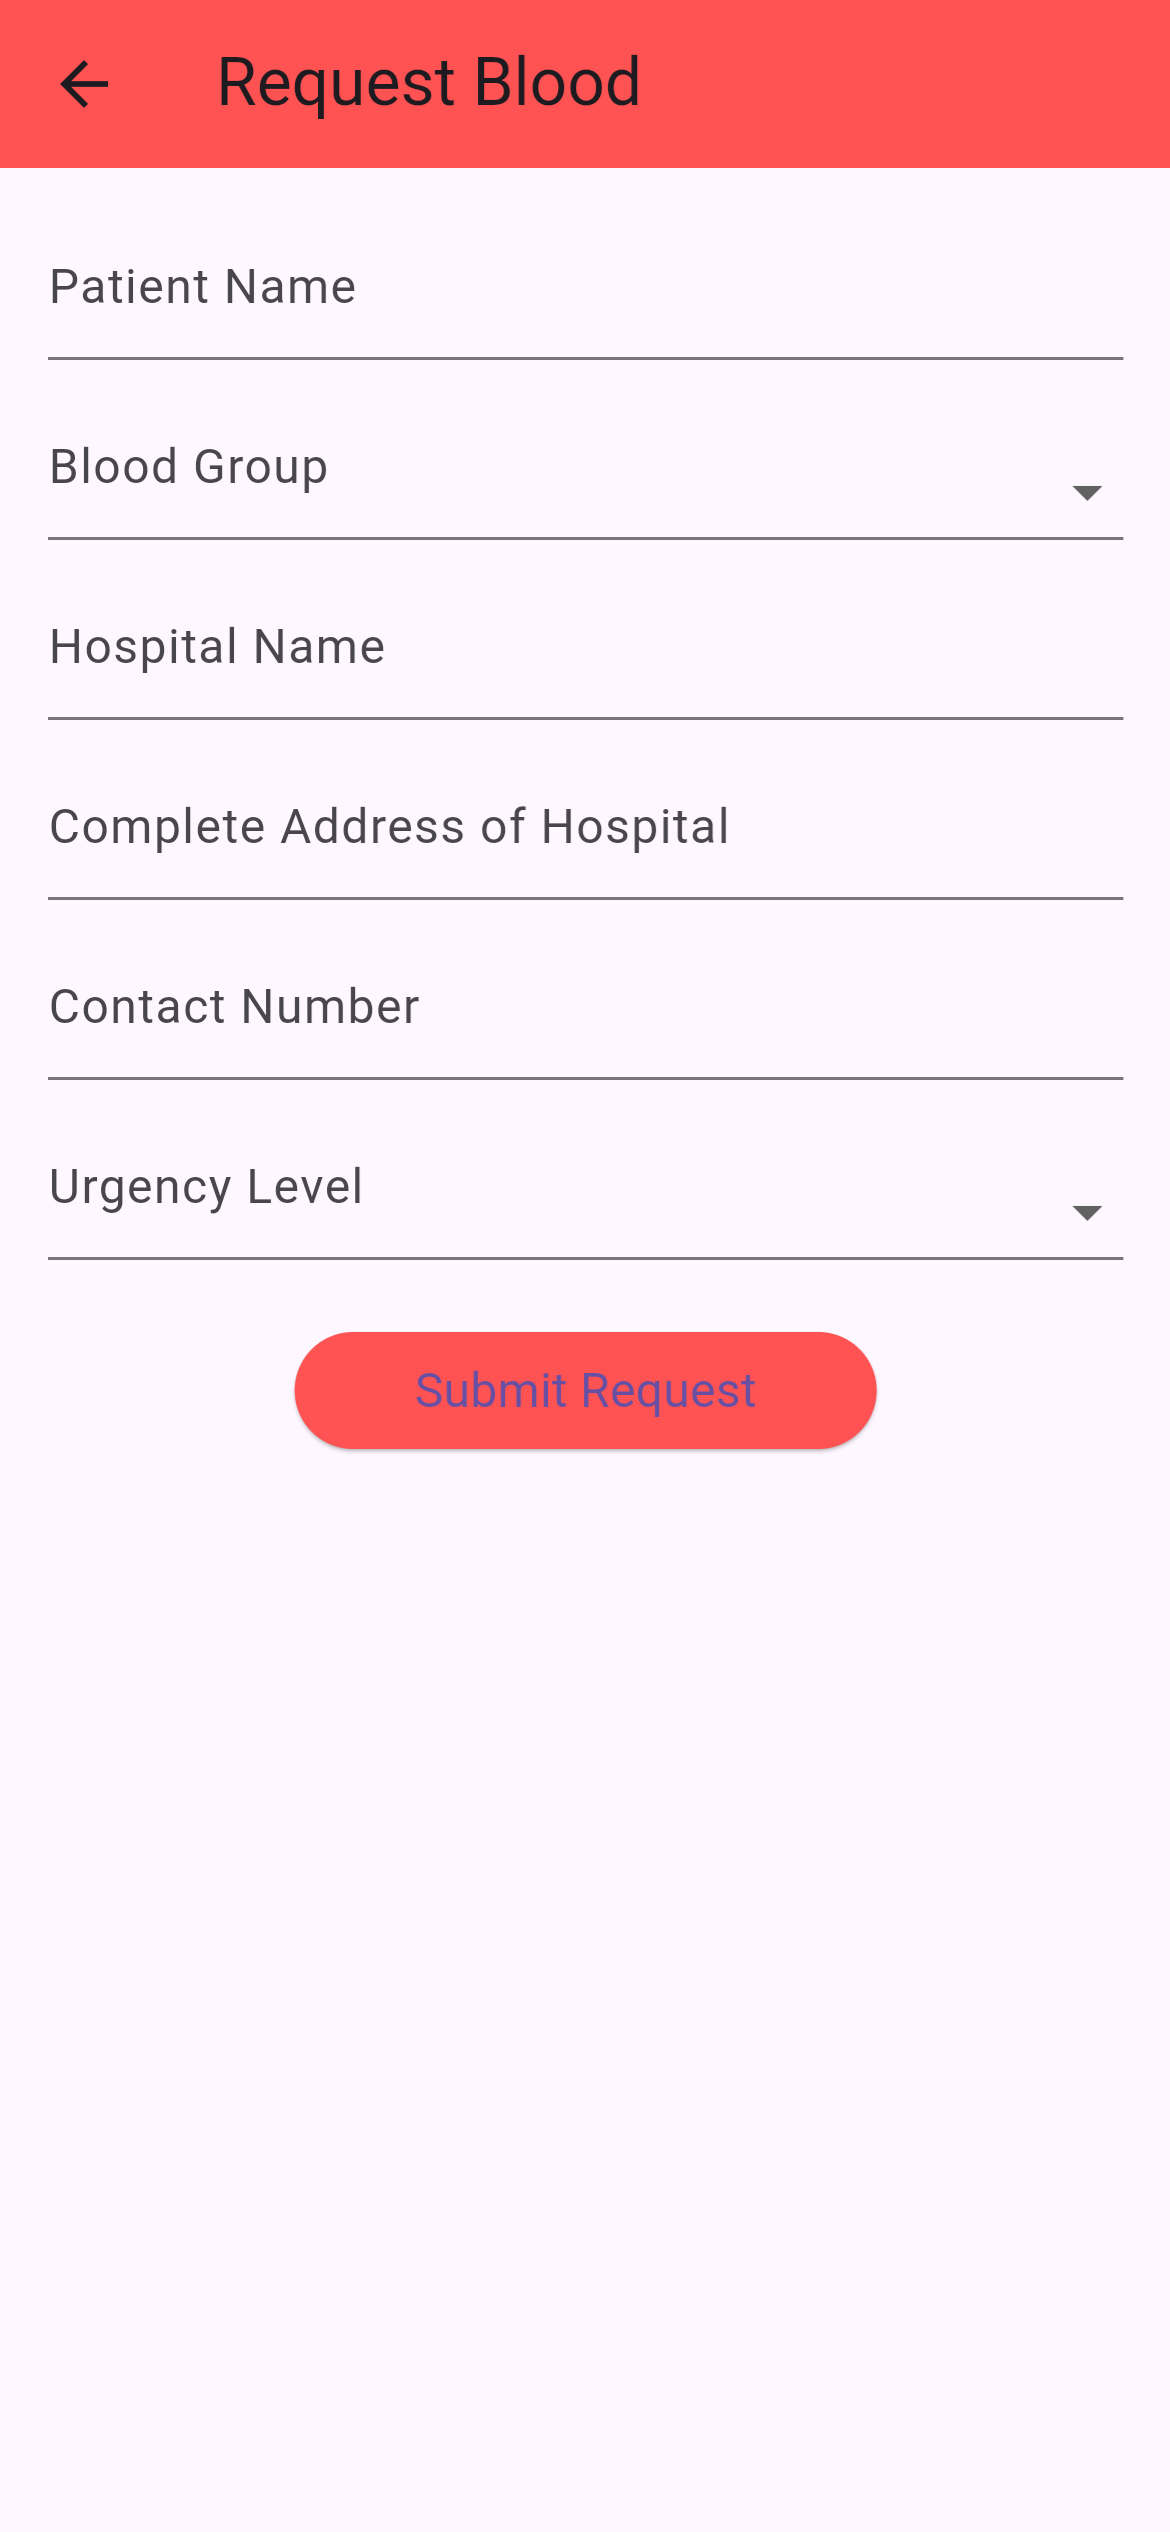 Request Blood
Patient Name
Blood Group
Hospital Name
Complete Address of Hospital
Contact Number
Urgency Level
Submit Request